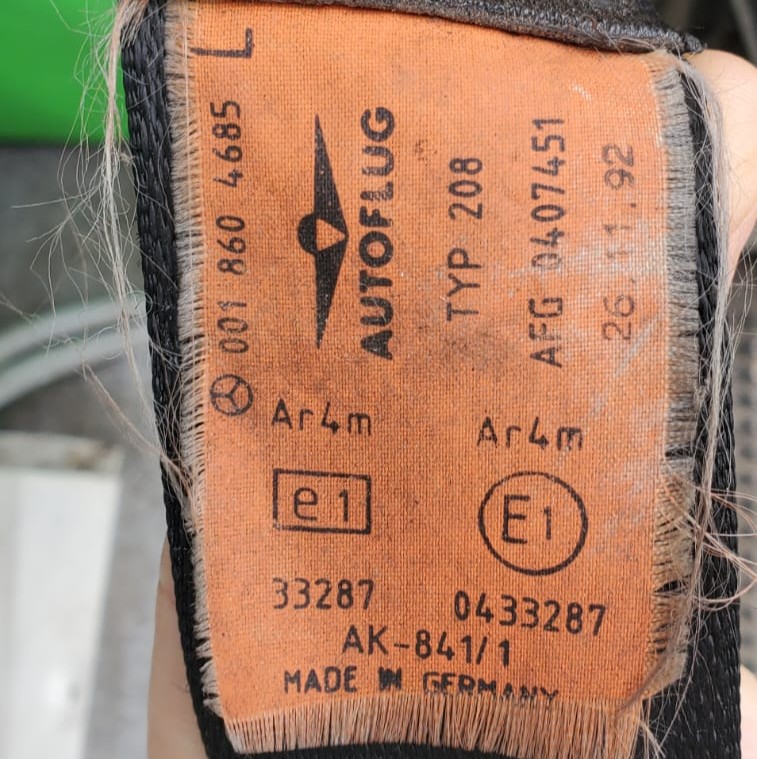 L
001 860 4685
AUTOFLUG
TYP 208
AFG 0407451
26.11.92
Ar4m
Ar4m
e1
E1
33287
0433287
AK-841/1
MADE IN GERMANY